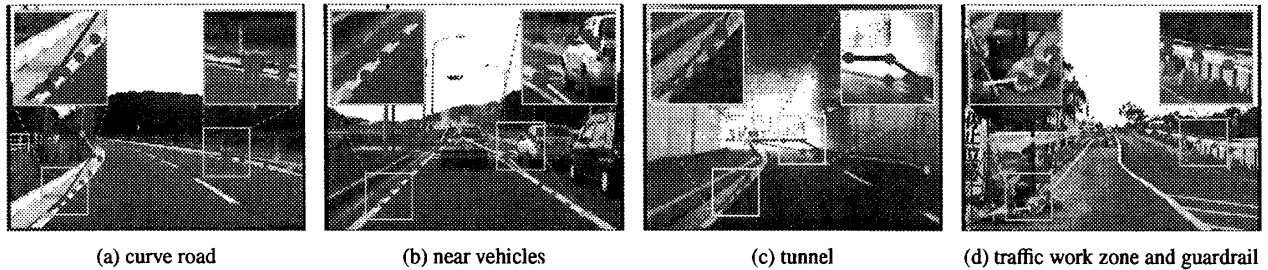 (a) curve road
(b) near vehicles
(c) tunnel
(d) traffic work zone and guardrail